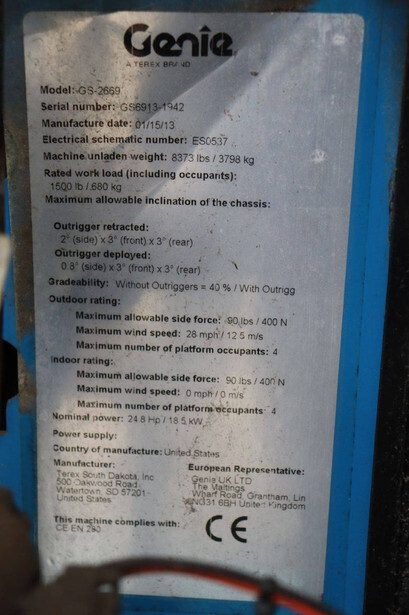 Genie
A TEREX BRAND
Model: GS-2669
Serial number: GS6913-1942
Manufacture date: 01/15/13
Electrical schematic number: ES0537
Machine unladen weight: 8373 lbs / 3798 kg
Rated work load (including occupants):
1500 lb / 680 kg
Maximum allowable inclination of the chassis:
Outrigger retracted:
2° (side) x 3° (front) x 3° (rear)
Outrigger deployed:
0.8° (side) x 3° (front) x 3° (rear)
Gradeability: Without Outriggers = 40 % / With Outrigg
Outdoor rating:
Maximum allowable side force: 90 lbs / 400 N
Maximum wind speed: 28 mph / 12.5 m/s
Maximum number of platform occupants: 4
Indoor rating:
Maximum allowable side force: 90 lbs / 400 N
Maximum wind speed: 0 mph / 0 m/s
Maximum number of platform occupants: 4
Nominal power: 24.8 Hp / 18.5 kW
Power supply:
Country of manufacture: United States
Manufacturer:
Terex South Dakota, Inc
500 Oakwood Road
Watertown, SD 57201
United States
European Representative:
Genie UK LTD
The Maltings
Wharf Road, Grantham, Lin
NG31 6BH United Kingdom
This machine complies with:
CE EN 280
CE